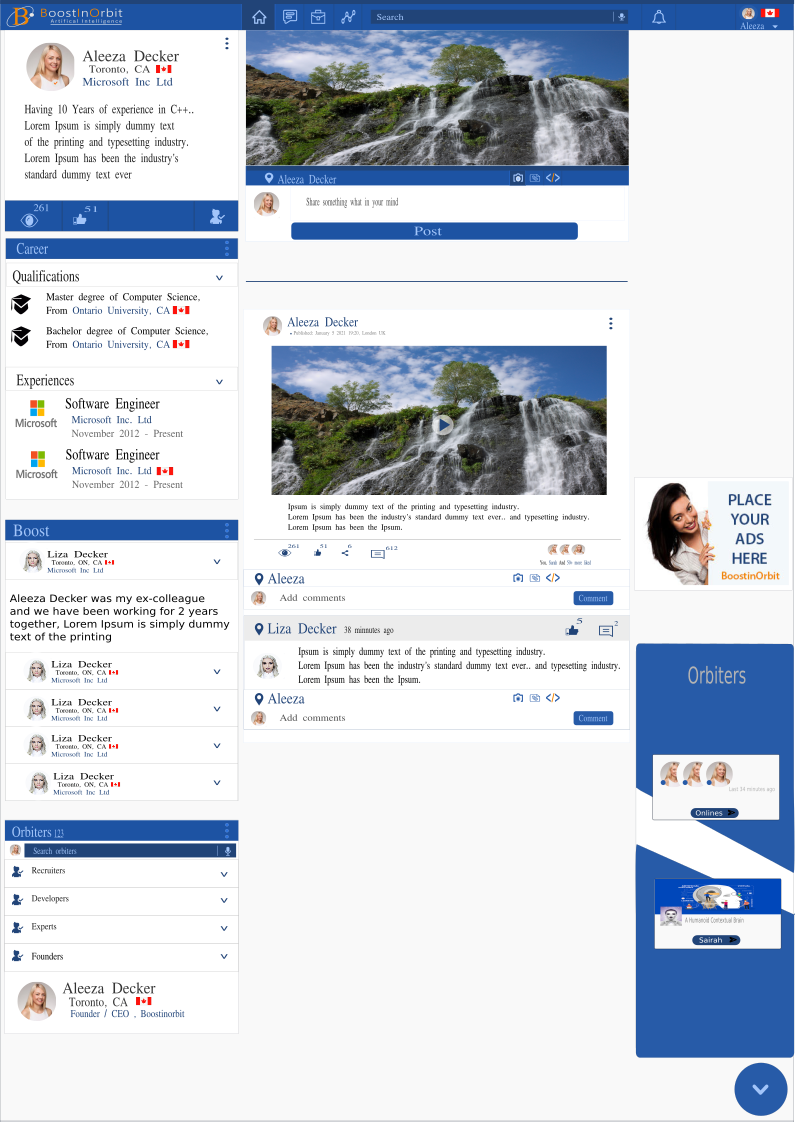 BoostInOrbit
Artifical Intelligence
Search
Aleeza
Aleeza Decker
Toronto, CA
Microsoft Inc Ltd
Having 10 Years of experience in C++..
Lorem Ipsum is simply dummy text
of the printing and typesetting industry.
Lorem Ipsum has been the industry's
standard dummy text ever
261
51
Career
Qualifications
Master degree of Computer Science,
From Ontario University, CA
Bachelor degree of Computer Science,
From Ontario University, CA
Experiences
Microsoft
Software Engineer
Microsoft Inc. Ltd
November 2012 - Present
Microsoft
Software Engineer
Microsoft Inc. Ltd
November 2012 - Present
Boost
Liza Decker
Toronto, ON, CA
Microsoft Inc Ltd
Aleeza Decker was my ex-colleague
and we have been working for 2 years
together, Lorem Ipsum is simply dummy
text of the printing
Liza Decker
Toronto, ON, CA
Microsoft Inc Ltd
Liza Decker
Toronto, ON, CA
Microsoft Inc Ltd
Liza Decker
Toronto, ON, CA
Microsoft Inc Ltd
Liza Decker
Toronto, ON, CA
Microsoft Inc Ltd
Orbiters 123
Search orbiters
Recruiters
Developers
Experts
Founders
Aleeza Decker
Toronto, CA
Founder / CEO , Boostinorbit
Aleeza Decker
Share something what in your mind
Post
Aleeza Decker
Published: January 5 2021 10:20, London UK
Ipsum is simply dummy text of the printing and typesetting industry.
Lorem Ipsum has been the industry's standard dummy text ever.. and typesetting industry.
Lorem Ipsum has been the Ipsum.
261
51
6
612
You, Sarah And 50+ more liked
Aleeza
Add comments
Comment
Liza Decker 38 minnutes ago
5
2
Ipsum is simply dummy text of the printing and typesetting industry.
Lorem Ipsum has been the industry's standard dummy text ever.. and typesetting industry.
Lorem Ipsum has been the Ipsum.
Aleeza
Add comments
Comment
PLACE
YOUR
ADS
HERE
BoostinOrbit
Orbiters
Last 34 minutes ago
Onlines
A Humanoid Contextual Brain
Sairah